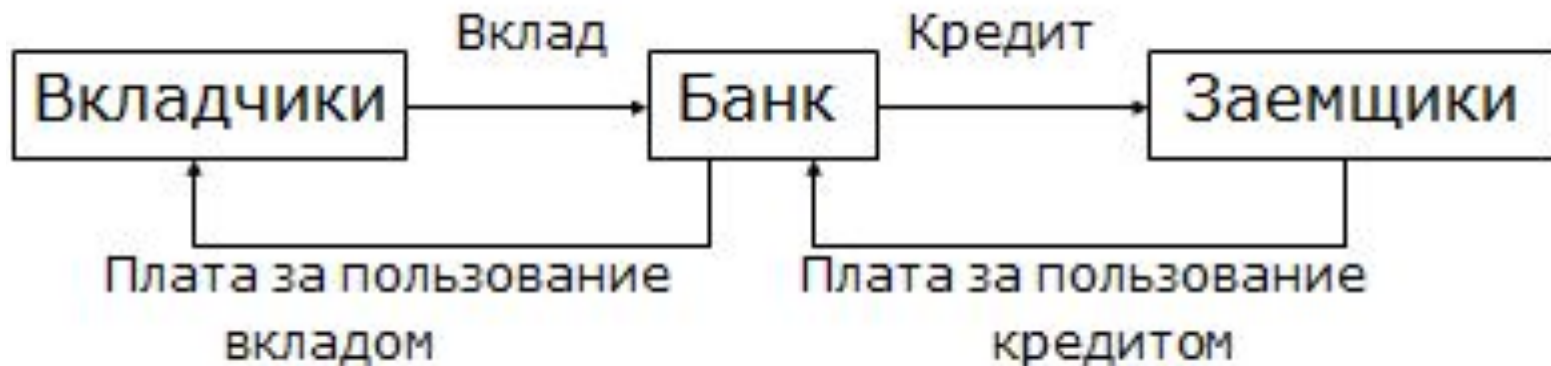 Вклад
Кредит
Вкладчики
Банк
Заемщики
Плата за пользование
вкладом
Плата за пользование
кредитом